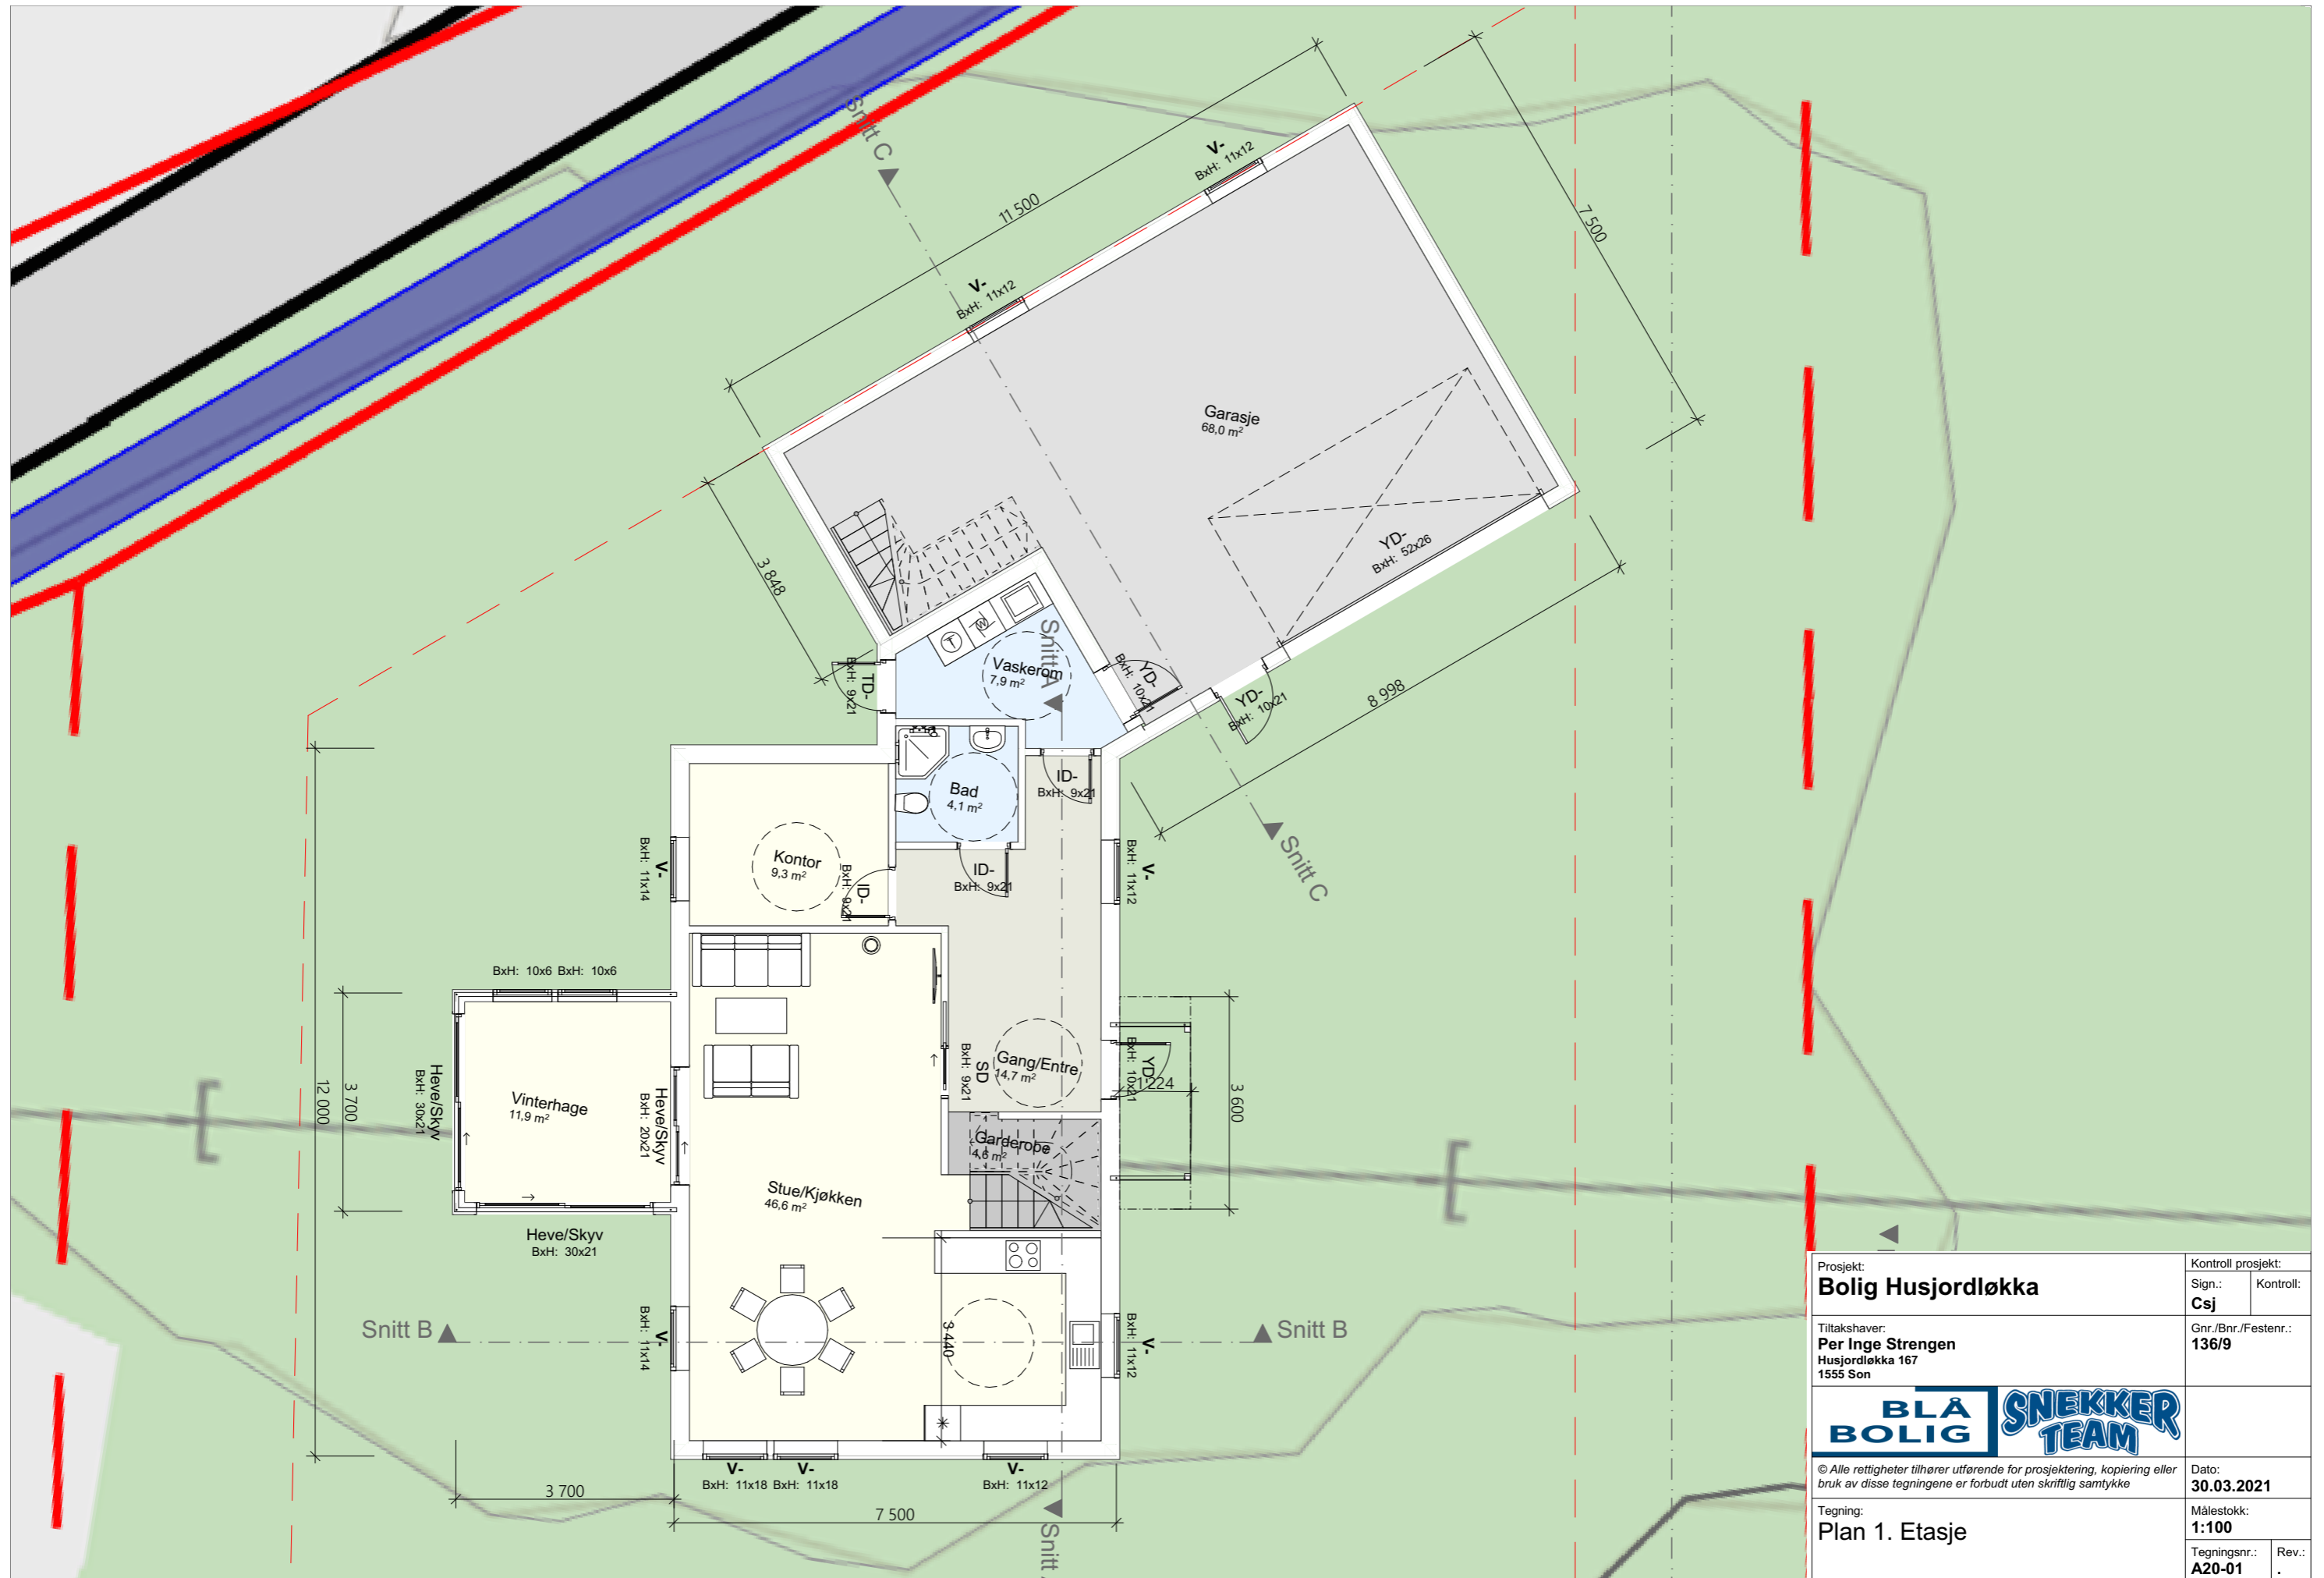 Snitt C
11 500
V-
BxH: 11x12
7 500
V-
BxH: 11x12
Garasje
68,0 m²
YD-
BxH: 52x26
3 848
Vaskerom
7,9 m²
T
W
Snitt A
TD-
BxH: 9x21
YD-
BxH: 10x21
YD-
BxH: 10x21
8 998
Bad
4,1 m²
ID-
BxH: 9x21
Kontor
9,3 m²
ID-
BxH: 9x21
ID-
BxH: 9x21
V-
BxH: 11x14
V-
BxH: 11x12
Snitt C
BxH: 10x6 BxH: 10x6
12 000
3 700
Heve/Skyv
BxH: 30x21
Vinterhage
11,9 m²
Heve/Skyv
BxH: 20x21
SD
BxH: 9x21
Gang/Entre
14,7 m²
YD-
BxH: 10x21
1 224
3 600
Garderobe
4,6 m²
Stue/Kjøkken
46,6 m²
Heve/Skyv
BxH: 30x21
Snitt B
V-
BxH: 11x14
3 440
V-
BxH: 11x12
Snitt B
V-
BxH: 11x18
V-
BxH: 11x18
V-
BxH: 11x12
3 700
7 500
Snitt
Prosjekt:
Bolig Husjordløkka
Kontroll prosjekt:
Sign.:
Csj
Kontroll:
Tiltakshaver:
Per Inge Strengen
Husjordløkka 167
1555 Son
Gnr./Bnr./Festenr.:
136/9
BLÅ
BOLIG
SNEKKER
TEAM
© Alle rettigheter tilhører utførende for prosjektering, kopiering eller
bruk av disse tegningene er forbudt uten skriftlig samtykke
Dato:
30.03.2021
Tegning:
Plan 1. Etasje
Målestokk:
1:100
Tegningsnr.:
A20-01
Rev.:
.